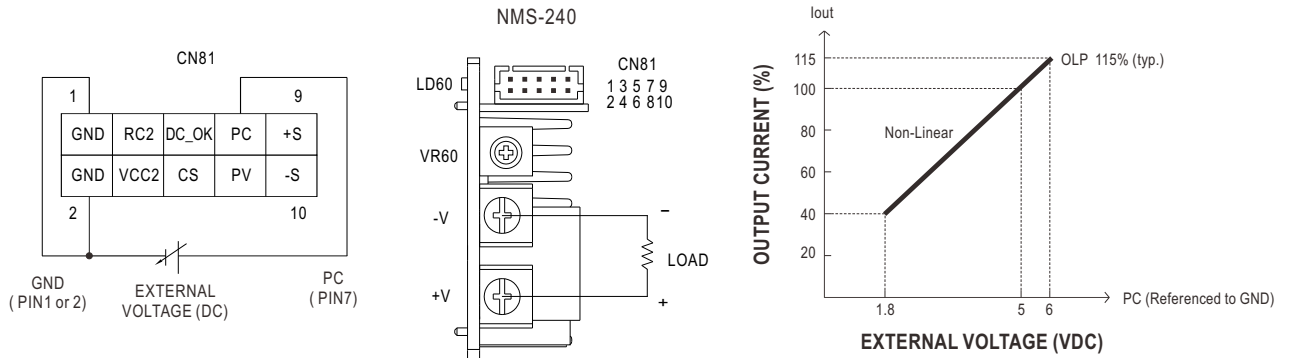 NMS-240
CN81
1
9
GND RC2 DC_OK PC +S
GND VCC2 CS PV -S
2
10
GND
( PIN1 or 2)
EXTERNAL
VOLTAGE (DC)
PC
( PIN7)
LD60
CN81
1 3 5 7 9
2 4 6 8 10
VR60
-V
–
LOAD
+V
+
Iout
OUTPUT CURRENT (%)
115
100
80
60
40
20
OLP 115% (typ.)
Non-Linear
1.8
5
6
PC (Referenced to GND)
EXTERNAL VOLTAGE (VDC)